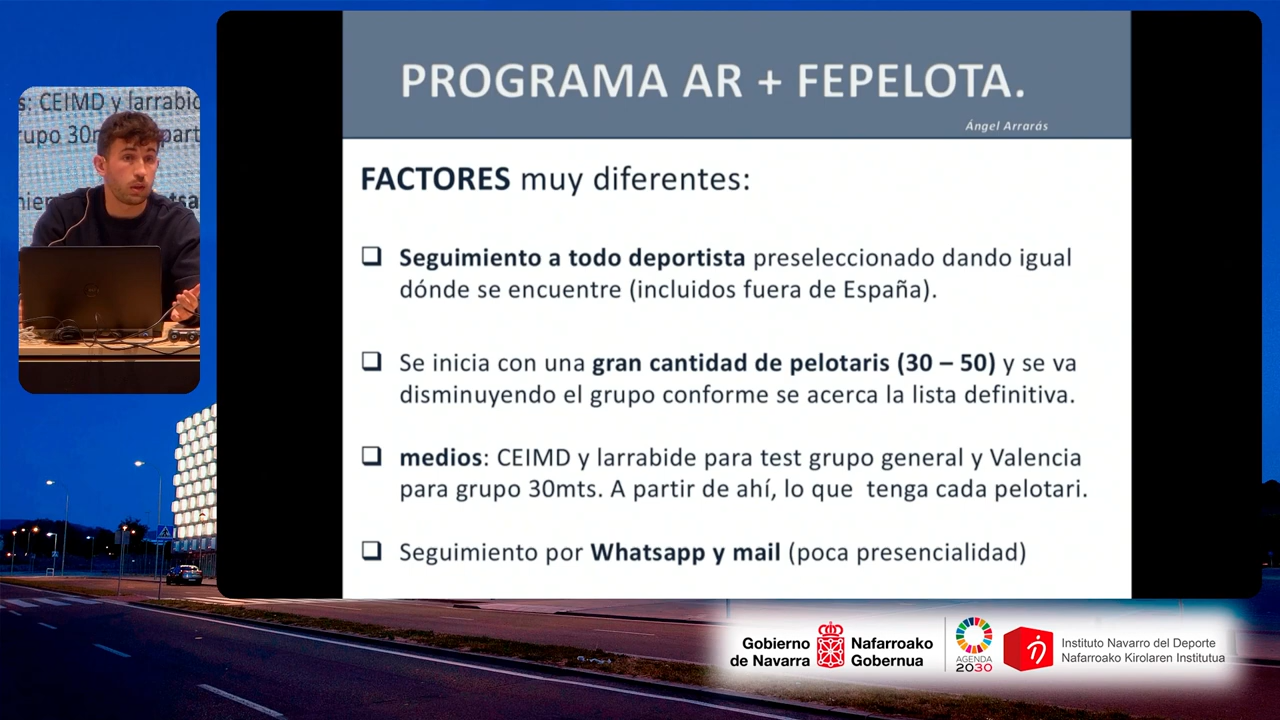 PROGRAMA AR + FEPELOTA.
Ángel Arrarás
FACTORES muy diferentes:
Seguimiento a todo deportista preseleccionado dando igual
dónde se encuentre (incluidos fuera de España).
Se inicia con una gran cantidad de pelotaris (30 – 50) y se va
disminuyendo el grupo conforme se acerca la lista definitiva.
medios: CEIMD y larrabide para test grupo general y Valencia
para grupo 30mts. A partir de ahí, lo que tenga cada pelotari.
Seguimiento por Whatsapp y mail (poca presencialidad)
s: CEIMD y larrabid
Gobierno
de Navarra
Nafarroako
Gobernua
AGENDA
2030
Instituto Navarro del Deporte
Nafarroako Kirolaren Institutua